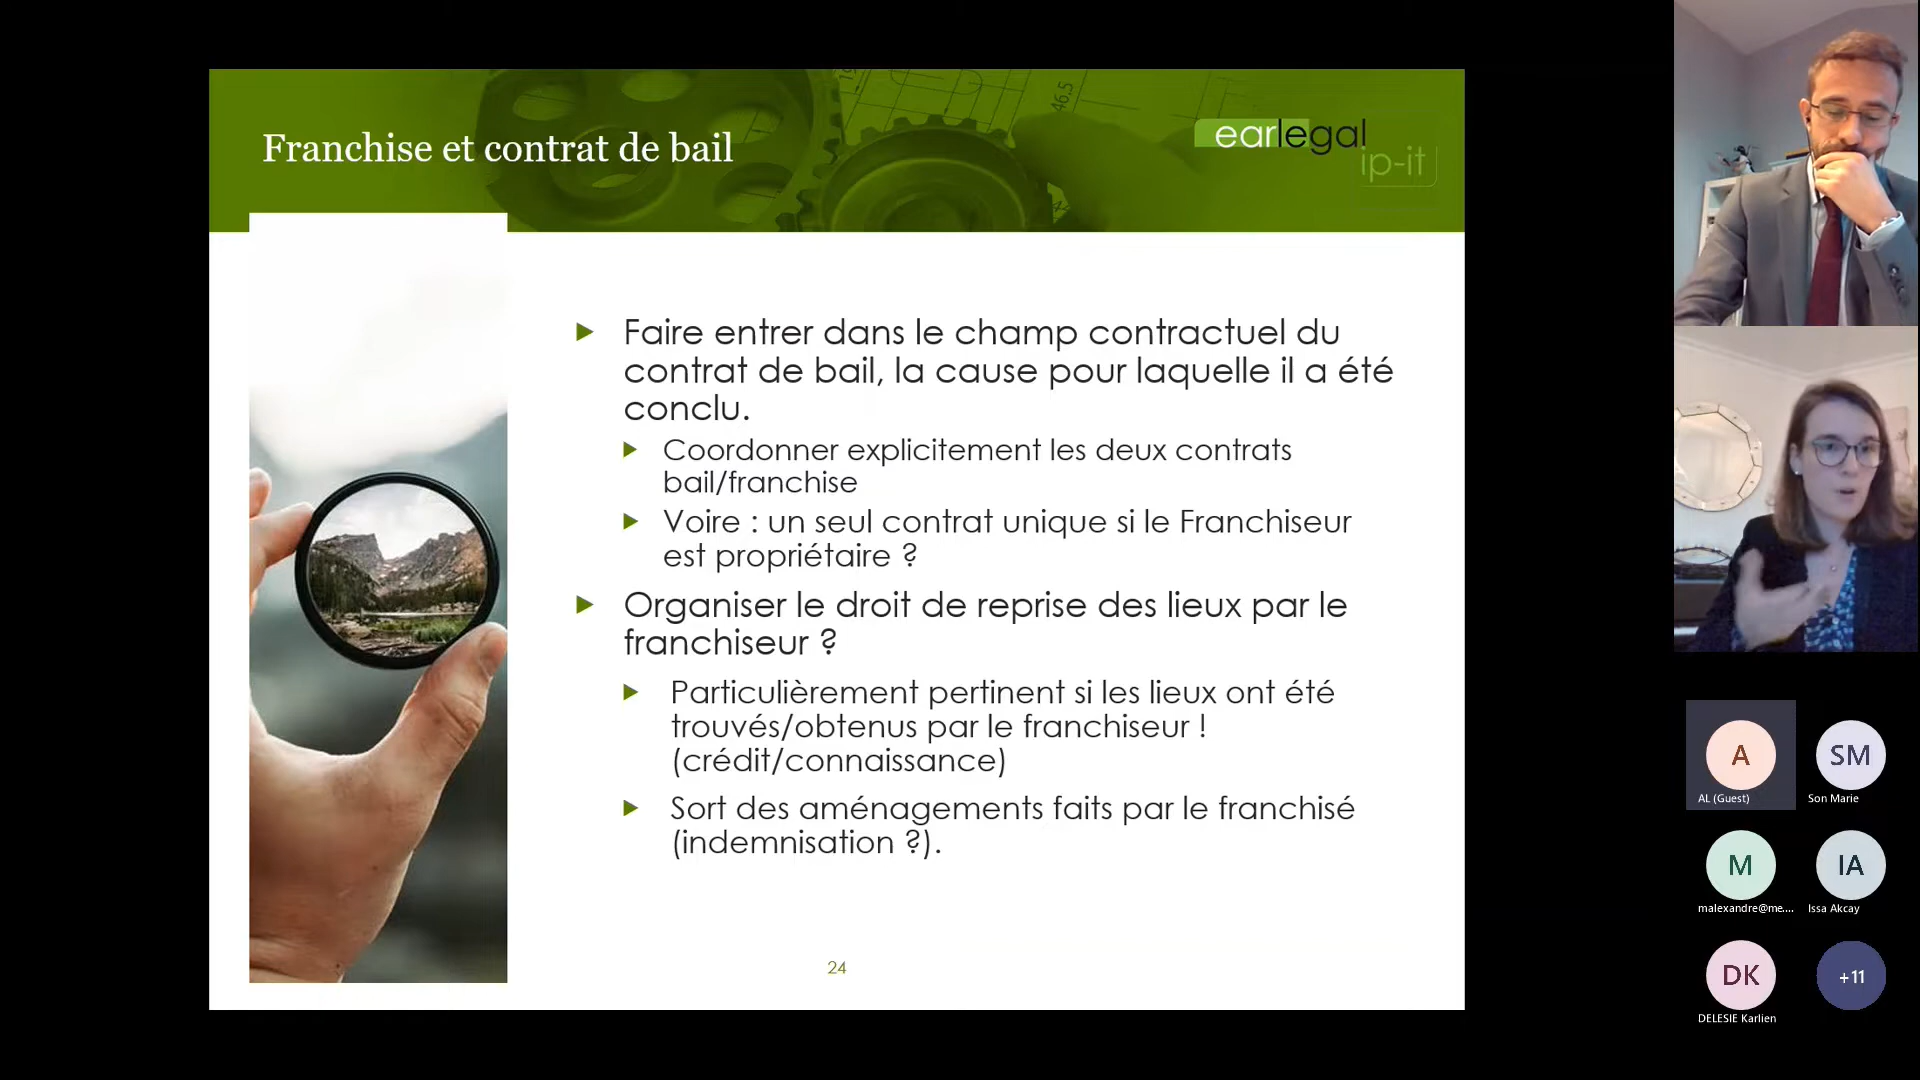 Franchise et contrat de bail
earlegal
ip-it
46,5
Faire entrer dans le champ contractuel du
contrat de bail, la cause pour laquelle il a été
conclu.
Coordonner explicitement les deux contrats
bail/franchise
Voire : un seul contrat unique si le Franchiseur
est propriétaire ?
Organiser le droit de reprise des lieux par le
franchiseur ?
Particulièrement pertinent si les lieux ont été
trouvés/obtenus par le franchiseur !
(crédit/connaissance)
Sort des aménagements faits par le franchisé
(indemnisation ?).
24
A
AL (Guest)
SM
Son Marie
M
malexandre@me....
IA
Issa Akcay
DK
DELESIE Karlien
+11